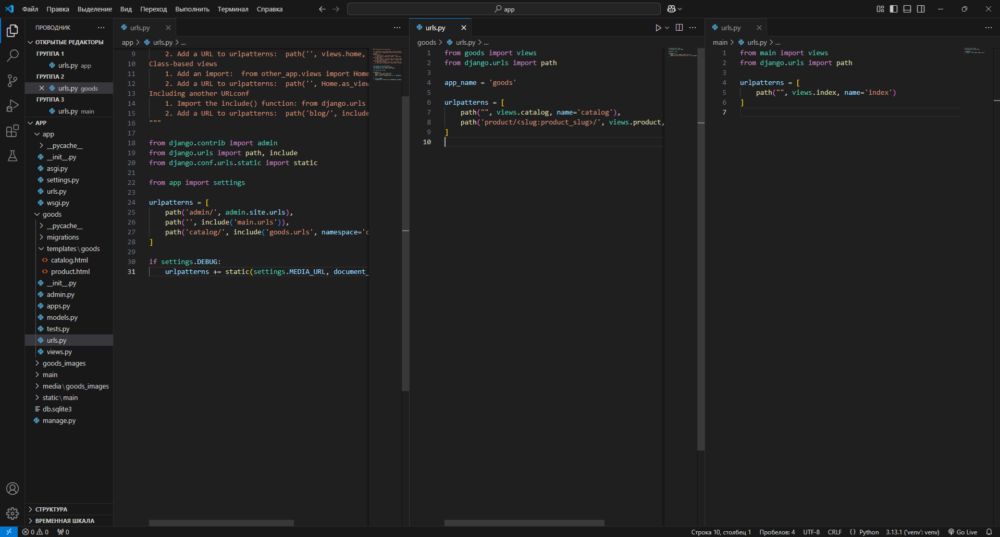 Файл Правка Выделение Вид Переход Выполнить Терминал Справка
app
ПРОВОДНИК
ОТКРЫТЫЕ РЕДАКТОРЫ
ГРУППА 1
urls.py app
ГРУППА 2
urls.py goods
ГРУППА 3
urls.py main
APP
app
__pycache__
__init__.py
asgi.py
settings.py
urls.py
wsgi.py
goods
__pycache__
migrations
templates\goods
catalog.html
product.html
__init__.py
admin.py
apps.py
models.py
tests.py
urls.py
views.py
goods_images
main
media\goods_images
static\main
db.sqlite3
manage.py
СТРУКТУРА
ВРЕМЕННАЯ ШКАЛА
urls.py
app > urls.py > ...
9     2. Add a URL to urlpatterns:  path('', views.home,
10 Class-based views
11     1. Add an import:  from other_app.views import Home
12     2. Add a URL to urlpatterns:  path('', Home.as_view
13 Including another URLconf
14     1. Import the include() function: from django.urls
15     2. Add a URL to urlpatterns:  path('blog/', include
16 """
17
18 from django.contrib import admin
19 from django.urls import path, include
20 from django.conf.urls.static import static
21
22 from app import settings
23
24 urlpatterns = [
25     path('admin/', admin.site.urls),
26     path('', include('main.urls')),
27     path('catalog/', include('goods.urls', namespace='c
28 ]
29
30 if settings.DEBUG:
31     urlpatterns += static(settings.MEDIA_URL, document_
urls.py
goods > urls.py > ...
1 from goods import views
2 from django.urls import path
3
4 app_name = 'goods'
5
6 urlpatterns = [
7     path("", views.catalog, name='catalog'),
8     path('product/<slug:product_slug>/', views.product,
9 ]
10
urls.py
main > urls.py > ...
1 from main import views
2 from django.urls import path
3
4 urlpatterns = [
5     path("", views.index, name='index')
6 ]
7
0 0 0
Строка 10, столбец 1 Пробелов: 4 UTF-8 CRLF Python 3.13.1 ('venv': venv) Go Live